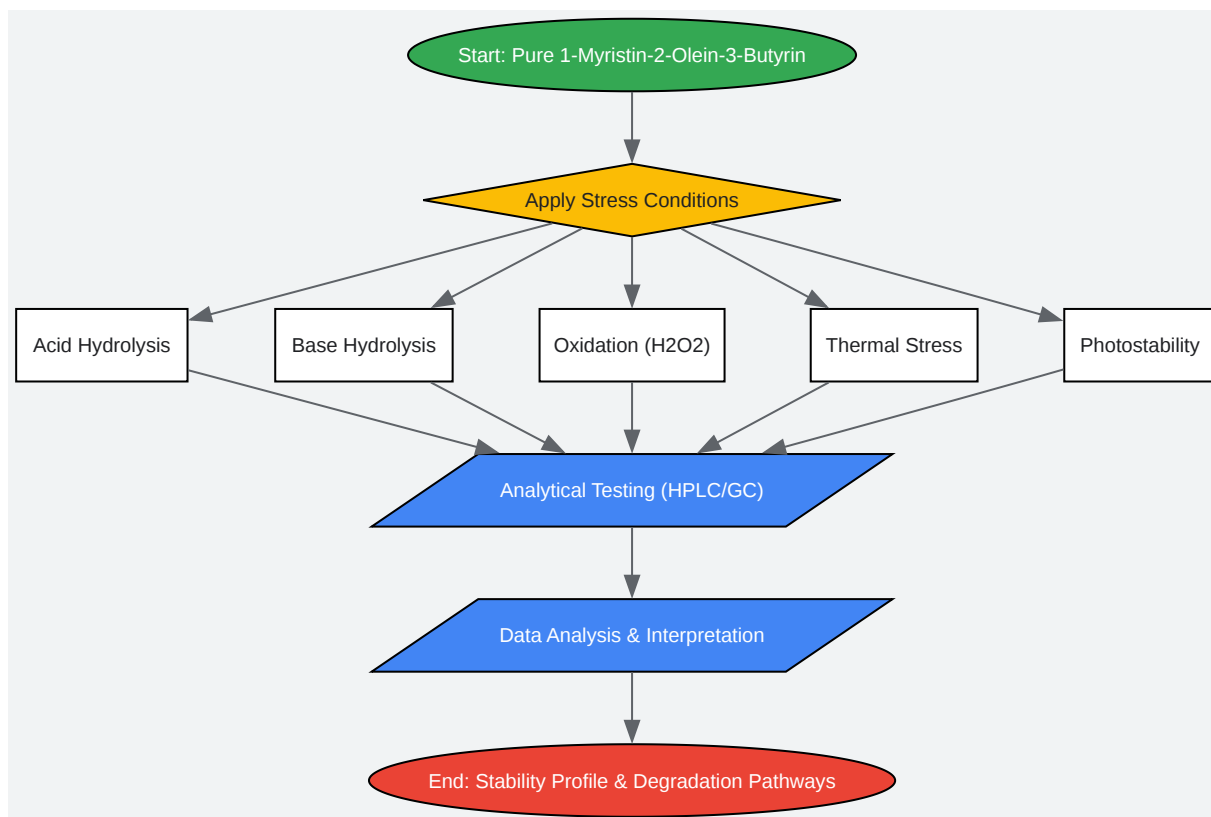 Start: Pure 1-Myristin-2-Olein-3-Butyrin
Apply Stress Conditions
Acid Hydrolysis
Base Hydrolysis
Oxidation (H2O2)
Thermal Stress
Photostability
Analytical Testing (HPLC/GC)
Data Analysis & Interpretation
End: Stability Profile & Degradation Pathways